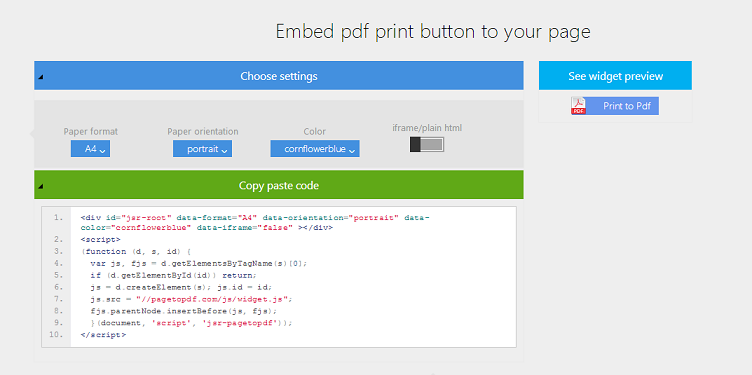 Embed pdf print button to your page
Choose settings
See widget preview
PDF
Print to Pdf
Paper format
Paper orientation
Color
iframe/plain html
A4
portrait
cornflowerblue
Copy paste code
1. <div id="jsr-root" data-format="A4" data-orientation="portrait" data-
color="cornflowerblue" data-iframe="false" ></div>
2. <script>
3. (function (d, s, id) {
4. var js, fjs = d.getElementsByTagName(s)[0];
5. if (d.getElementById(id)) return;
6. js = d.createElement(s); js.id = id;
7. js.src = "//pagetopdf.com/js/widget.js";
8. fjs.parentNode.insertBefore(js, fjs);
9. }(document, 'script', 'jsr-pagetopdf'));
10. </script>